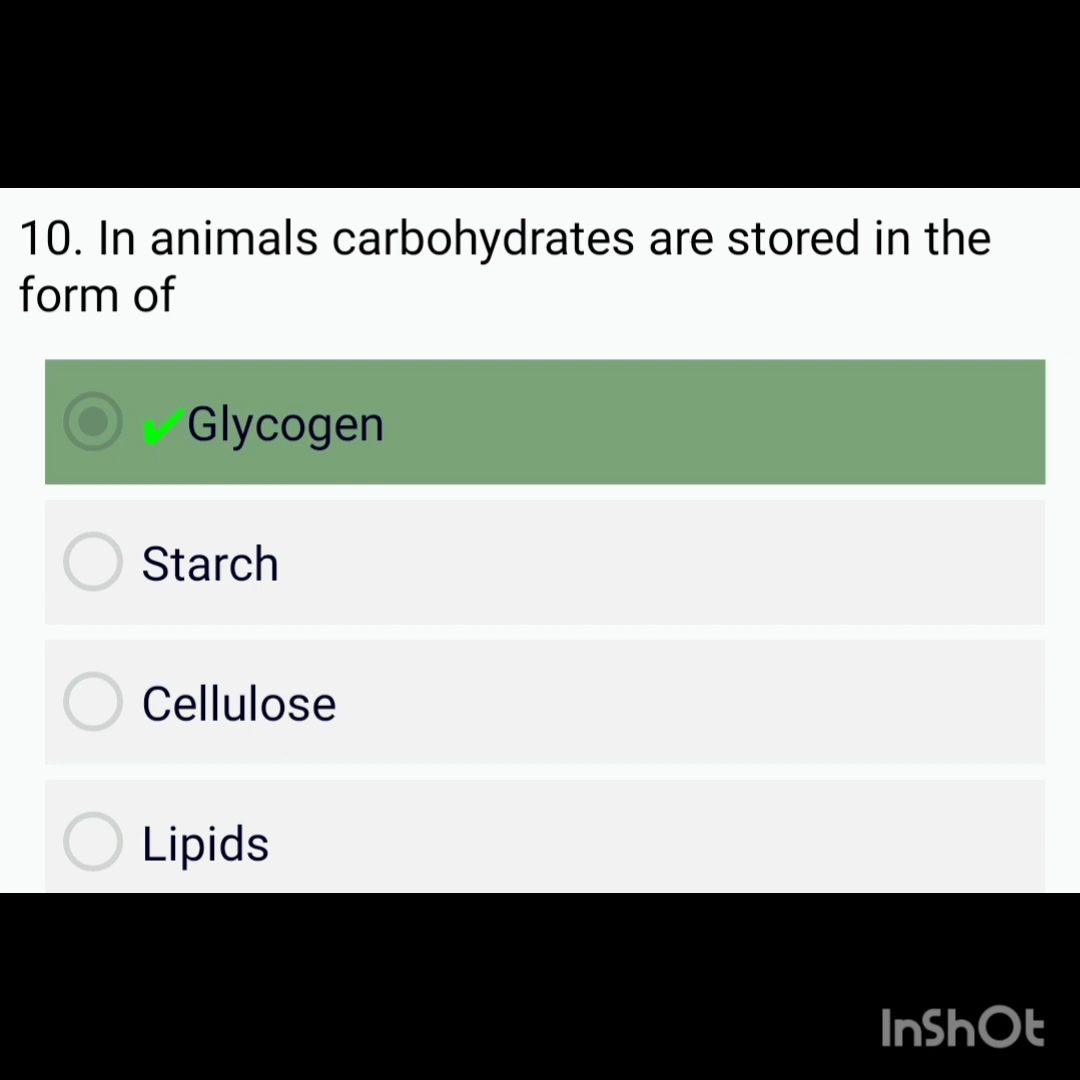 10. In animals carbohydrates are stored in the
form of
✔Glycogen
Starch
Cellulose
Lipids
InShOt